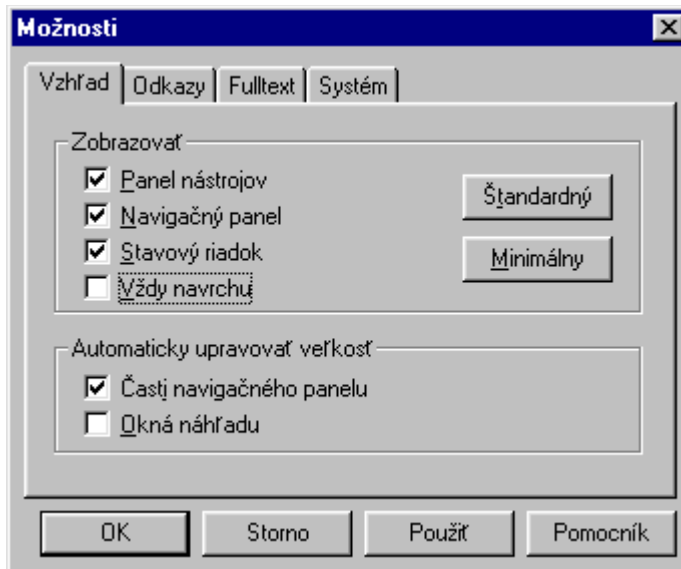 Možnosti
Vzhľad Odkazy Fulltext Systém
Zobrazovať
Panel nástrojov
Štandardný
Navigačný panel
Stavový riadok
Minimálny
Vždy navrchu
Automaticky upravovať veľkosť
Časti navigačného panelu
Okná náhľadu
OK Storno Použiť Pomocník